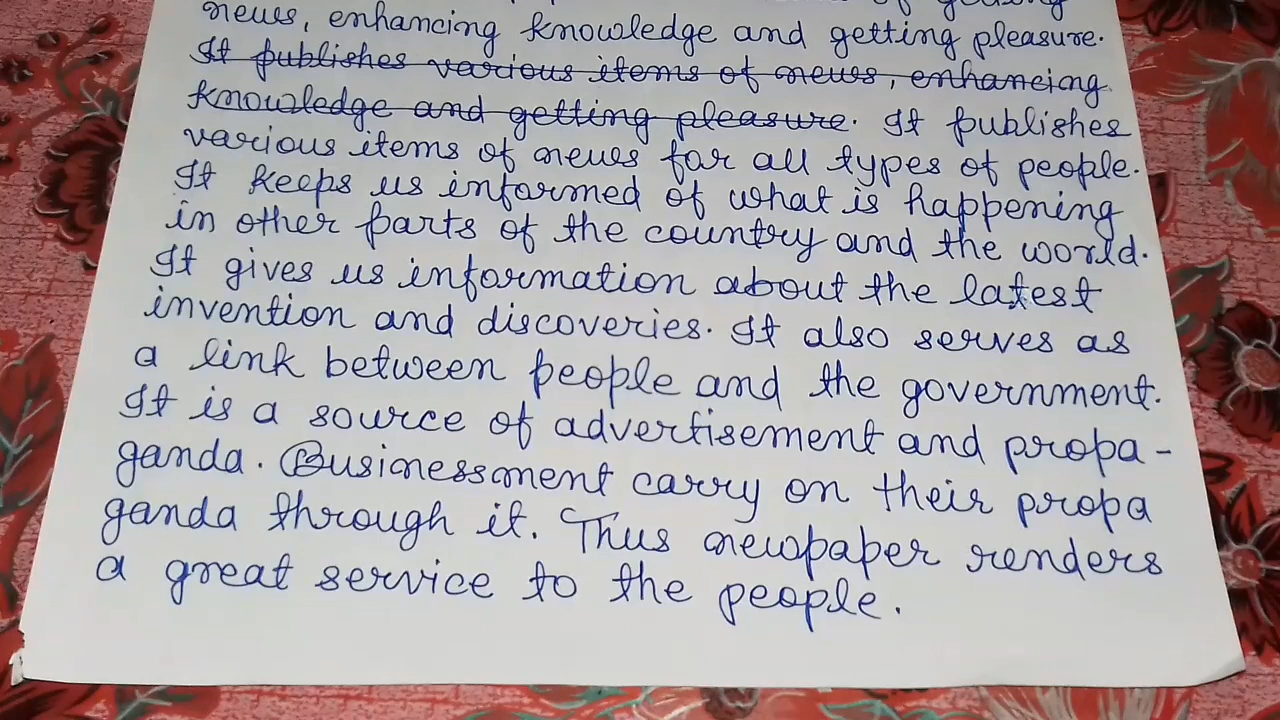 of getting
news, enhancing knowledge and getting pleasure.
It publishes various items of news, enhancing
knowledge and getting pleasure. It publishes
various items of news for all types of people.
It keeps us informed of what is happening
in other parts of the country and the world.
It gives us information about the latest
invention and discoveries. It also serves as
a link between people and the government.
It is a source of advertisement and propa-
ganda. Businessment carry on their propa
ganda through it. Thus newpaper renders
a great service to the people.